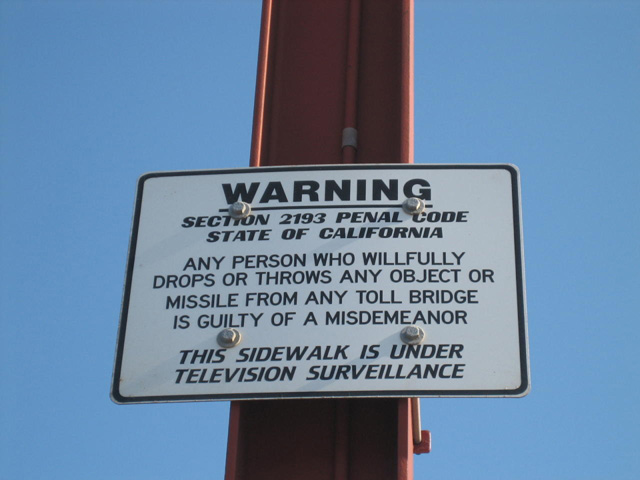 WARNING
SECTION 2193 PENAL CODE
STATE OF CALIFORNIA
ANY PERSON WHO WILLFULLY
DROPS OR THROWS ANY OBJECT OR
MISSILE FROM ANY TOLL BRIDGE
IS GUILTY OF A MISDEMEANOR
THIS SIDEWALK IS UNDER
TELEVISION SURVEILLANCE